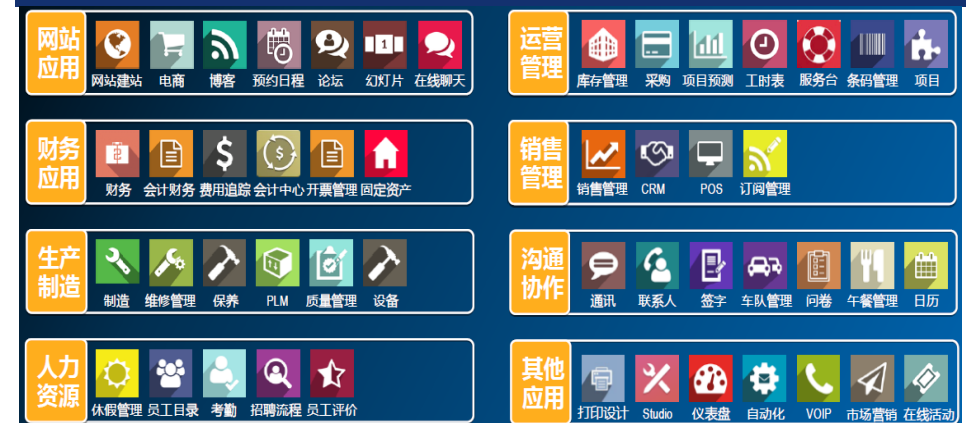 网站
应用
网站建站 电商 博客 预约日程 论坛 幻灯片 在线聊天
运营
管理
库存管理 采购 项目预测 工时表 服务台 条码管理 项目
财务
应用
财务 会计财务 费用追踪 会计中心 开票管理 固定资产
销售
管理
销售管理 CRM POS 订阅管理
生产
制造
制造 维修管理 保养 PLM 质量管理 设备
沟通
协作
通讯 联系人 签字 车队管理 问卷 午餐管理 日历
人力
资源
休假管理 员工目录 考勤 招聘流程 员工评价
其他
应用
打印设计 Studio 仪表盘 自动化 VOIP 市场营销 在线活动